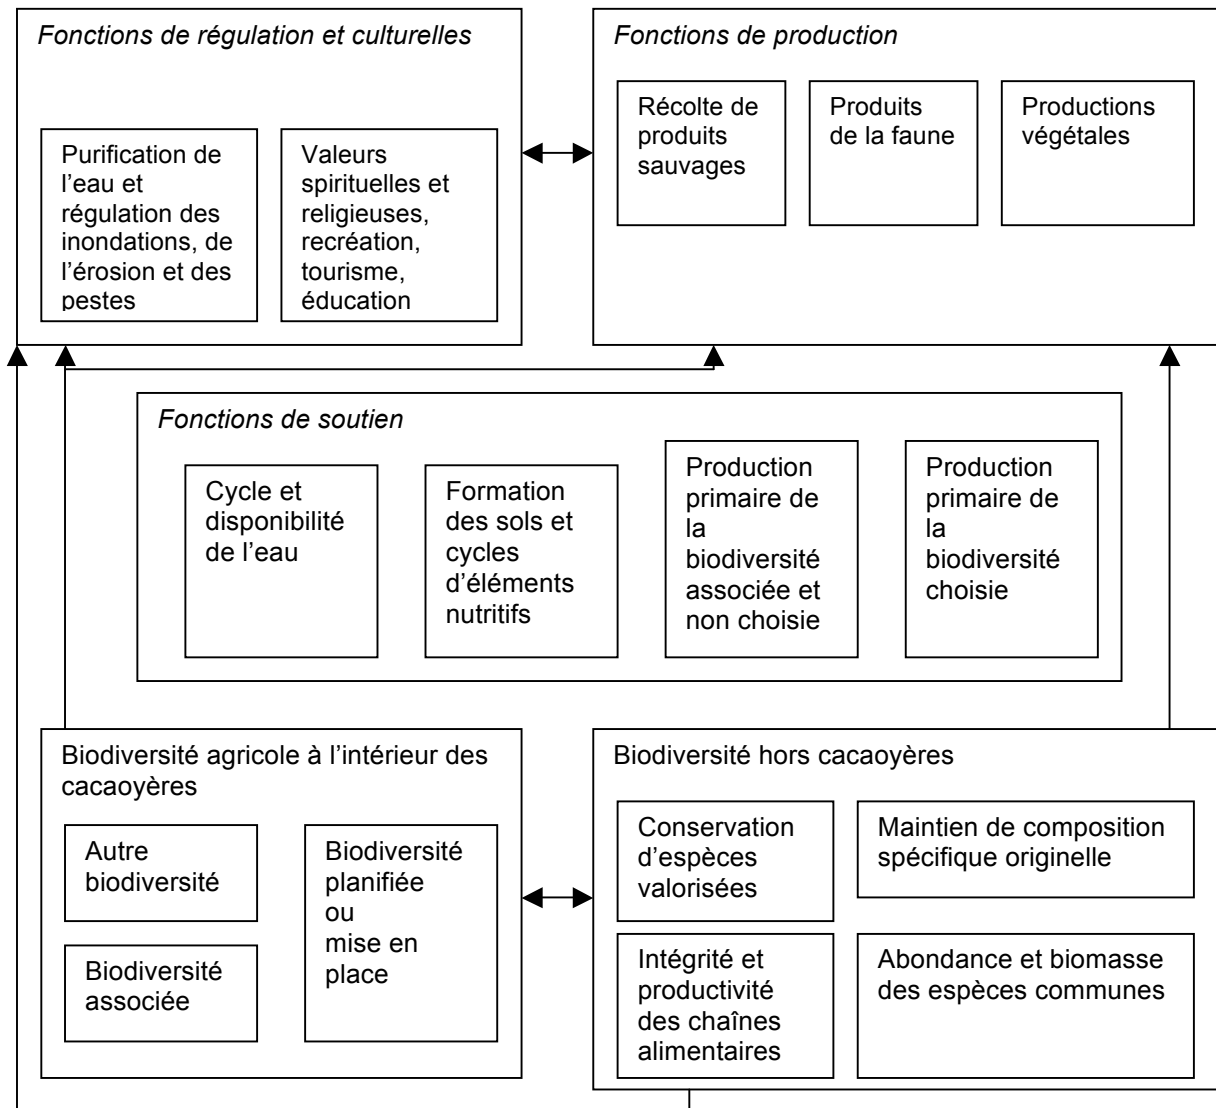 Fonctions de régulation et culturelles
Purification de
l’eau et
régulation des
inondations, de
l’érosion et des
pestes
Valeurs
spirituelles et
religieuses,
recréation,
tourisme,
éducation
Fonctions de production
Récolte de
produits
sauvages
Produits
de la faune
Productions
végétales
Fonctions de soutien
Cycle et
disponibilité
de l’eau
Formation
des sols et
cycles
d’éléments
nutritifs
Production
primaire de
la
biodiversité
associée et
non choisie
Production
primaire de
la
biodiversité
choisie
Biodiversité agricole à l’intérieur des
cacaoyères
Autre
biodiversité
Biodiversité
associée
Biodiversité
planifiée
ou
mise en
place
Biodiversité hors cacaoyères
Conservation
d’espèces
valorisées
Maintien de composition
spécifique originelle
Intégrité et
productivité
des chaînes
alimentaires
Abondance et biomasse
des espèces communes